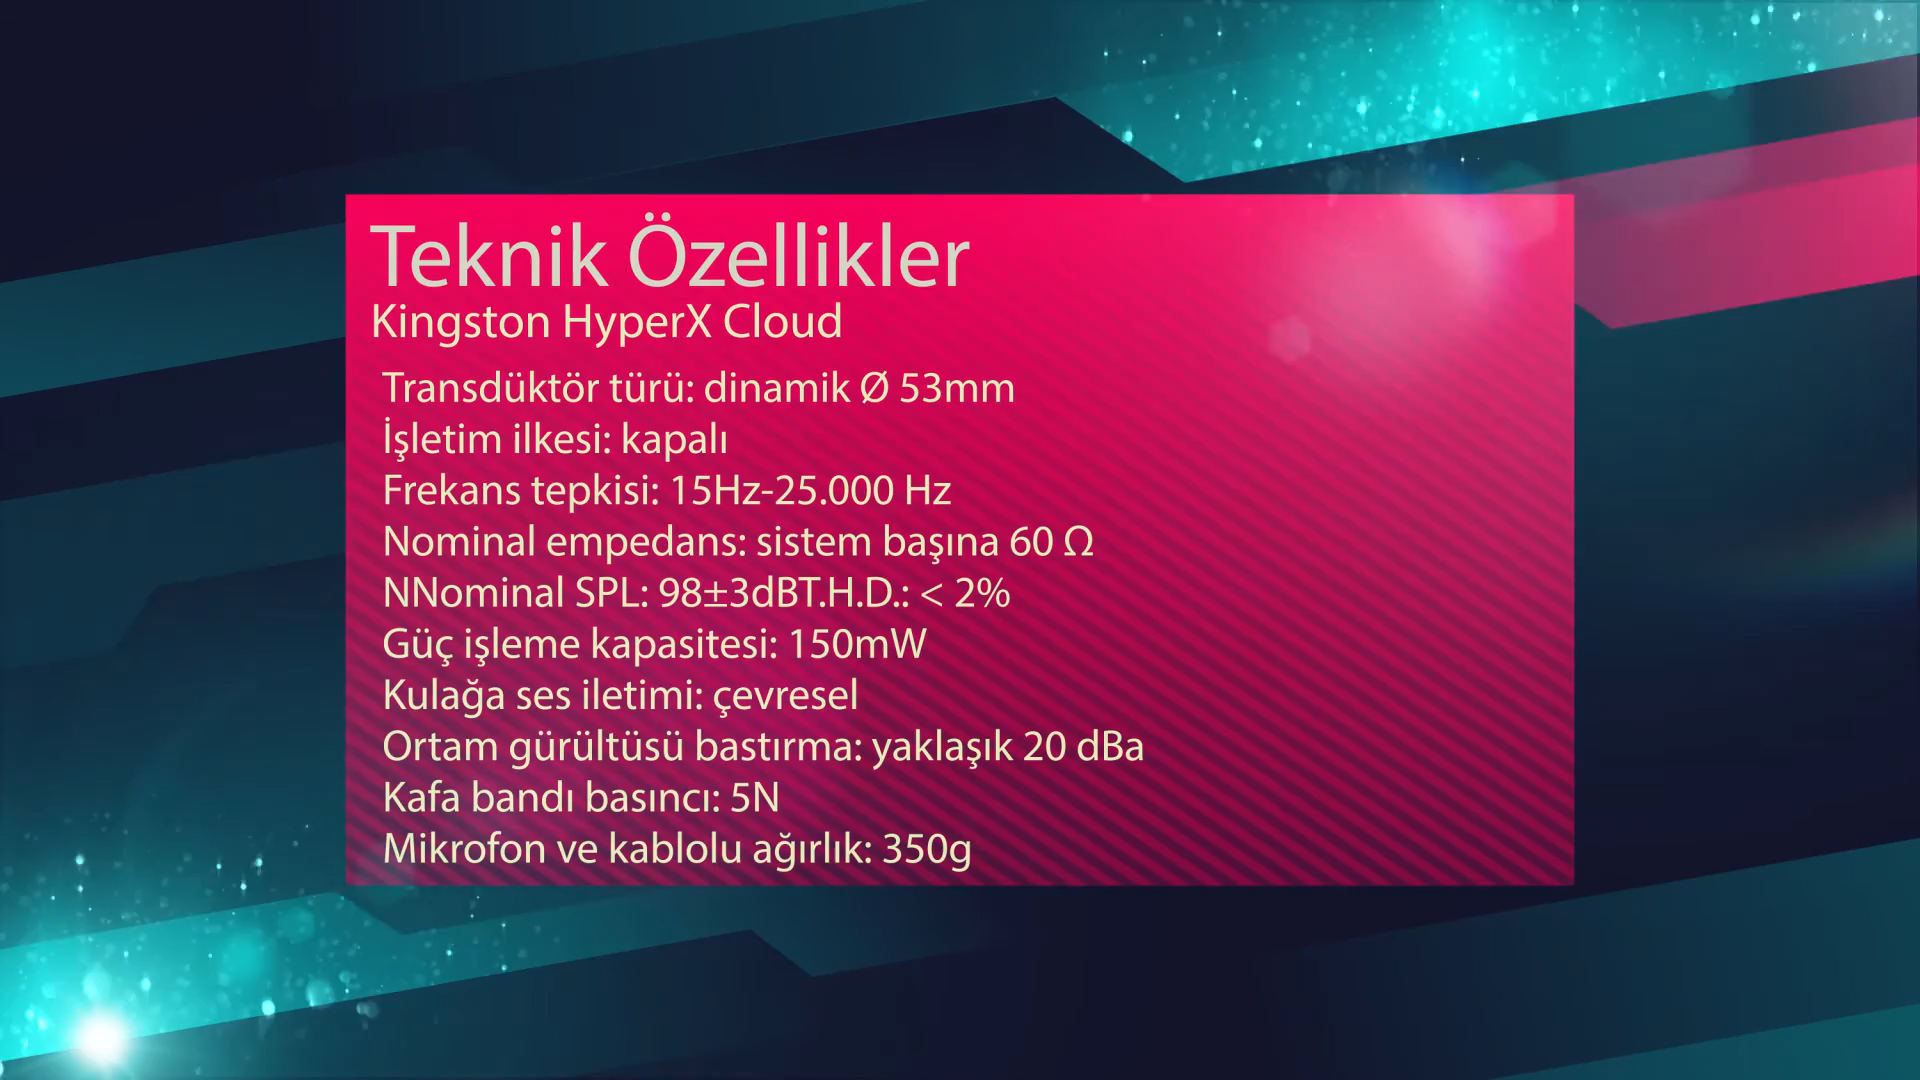 Teknik Özellikler
Kingston HyperX Cloud
Transdüktör türü: dinamik Ø 53mm
İşletim ilkesi: kapalı
Frekans tepkisi: 15Hz-25.000 Hz
Nominal empedans: sistem başına 60 Ω
NNominal SPL: 98±3dBT.H.D.: < 2%
Güç işleme kapasitesi: 150mW
Kulağa ses iletimi: çevresel
Ortam gürültüsü bastırma: yaklaşık 20 dBa
Kafa bandı basıncı: 5N
Mikrofon ve kablolu ağırlık: 350g